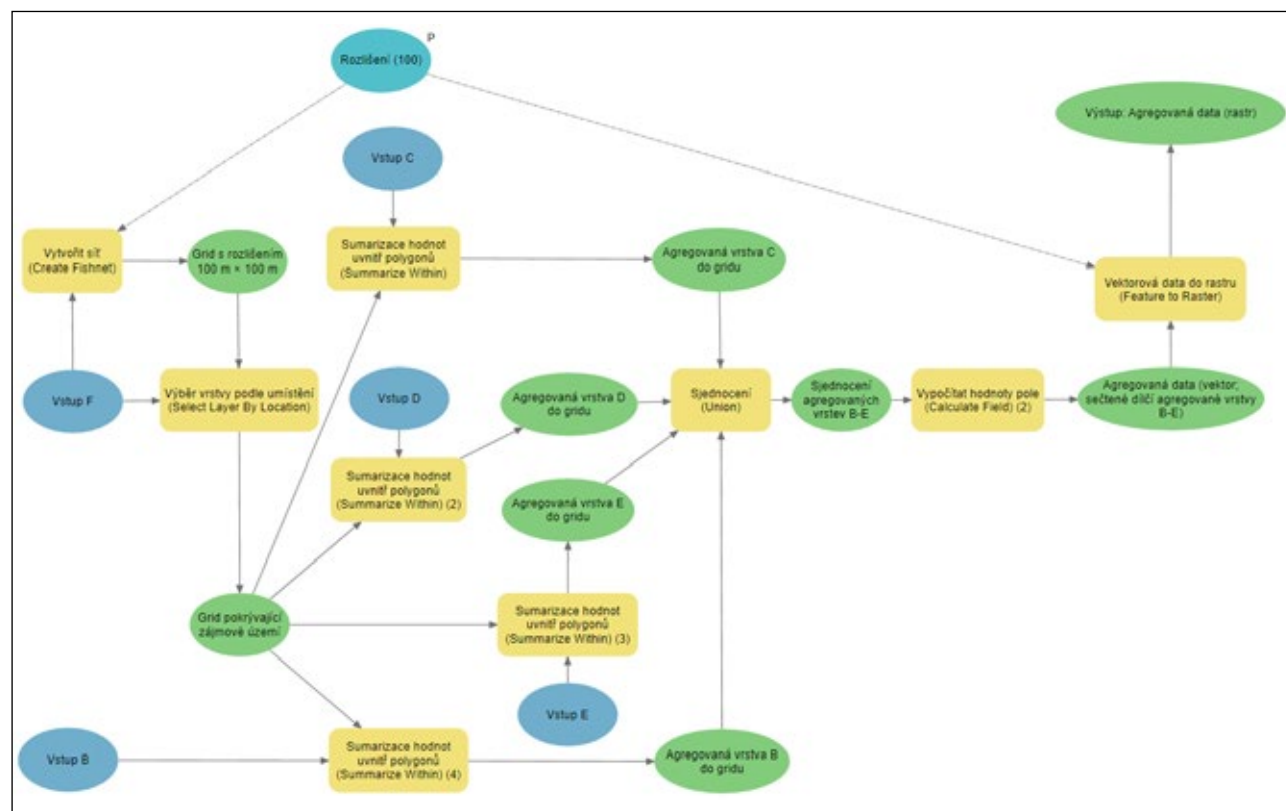 P
Rozlišení (100)
Výstup: Agregovaná data (rastr)
Vstup C
Vytvořit síť
(Create Fishnet)
Grid s rozlišením
100 m × 100 m
Sumarizace hodnot
uvnitř polygonů
(Summarize Within)
Agregovaná vrstva C
do gridu
Vektorová data do rastru
(Feature to Raster)
Vstup F
Výběr vrstvy podle umístění
(Select Layer By Location)
Vstup D
Agregovaná vrstva D
do gridu
Sjednocení
(Union)
Sjednocení
agregovaných
vrstev B-E
Vypočítat hodnoty pole
(Calculate Field) (2)
Agregovaná data (vektor;
sečtené dílčí agregované vrstvy
B-E)
Sumarizace hodnot
uvnitř polygonů
(Summarize Within) (2)
Agregovaná vrstva E
do gridu
Grid pokrývající
zájmové území
Sumarizace hodnot
uvnitř polygonů
(Summarize Within) (3)
Vstup E
Vstup B
Sumarizace hodnot
uvnitř polygonů
(Summarize Within) (4)
Agregovaná vrstva B
do gridu